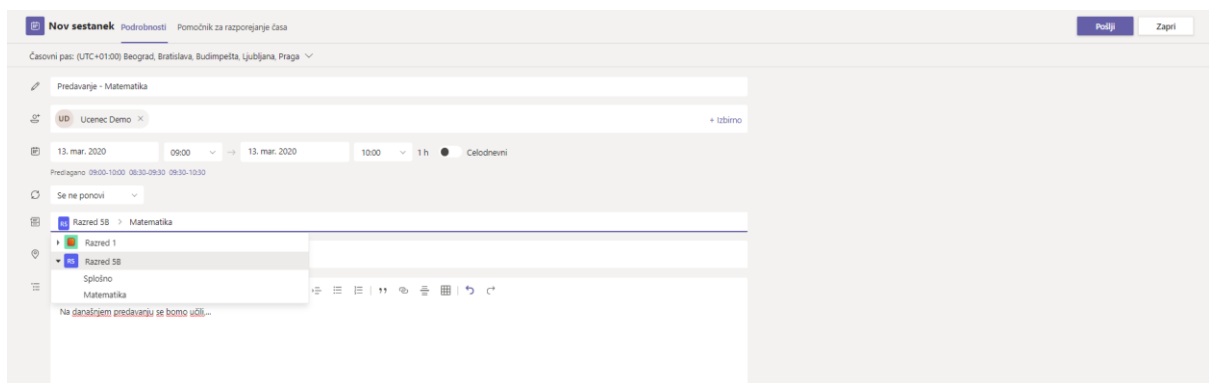 Nov sestanek Podrobnosti Pomočnik za razporejanje časa Pošlji Zapri
Časovni pas: (UTC+01:00) Beograd, Bratislava, Budimpešta, Ljubljana, Praga
Predavanje - Matematika
UD Ucenec Demo × + Izbirno
13. mar. 2020 09:00 → 13. mar. 2020 10:00 1 h Celodnevni
Predlagano 09:00-10:00 08:30-09:30 09:30-10:30
Se ne ponovi
RS Razred 5B > Matematika
Razred 1
RS Razred 5B
Splošno
Matematika
Na današnjem predavanju se bomo učili,...